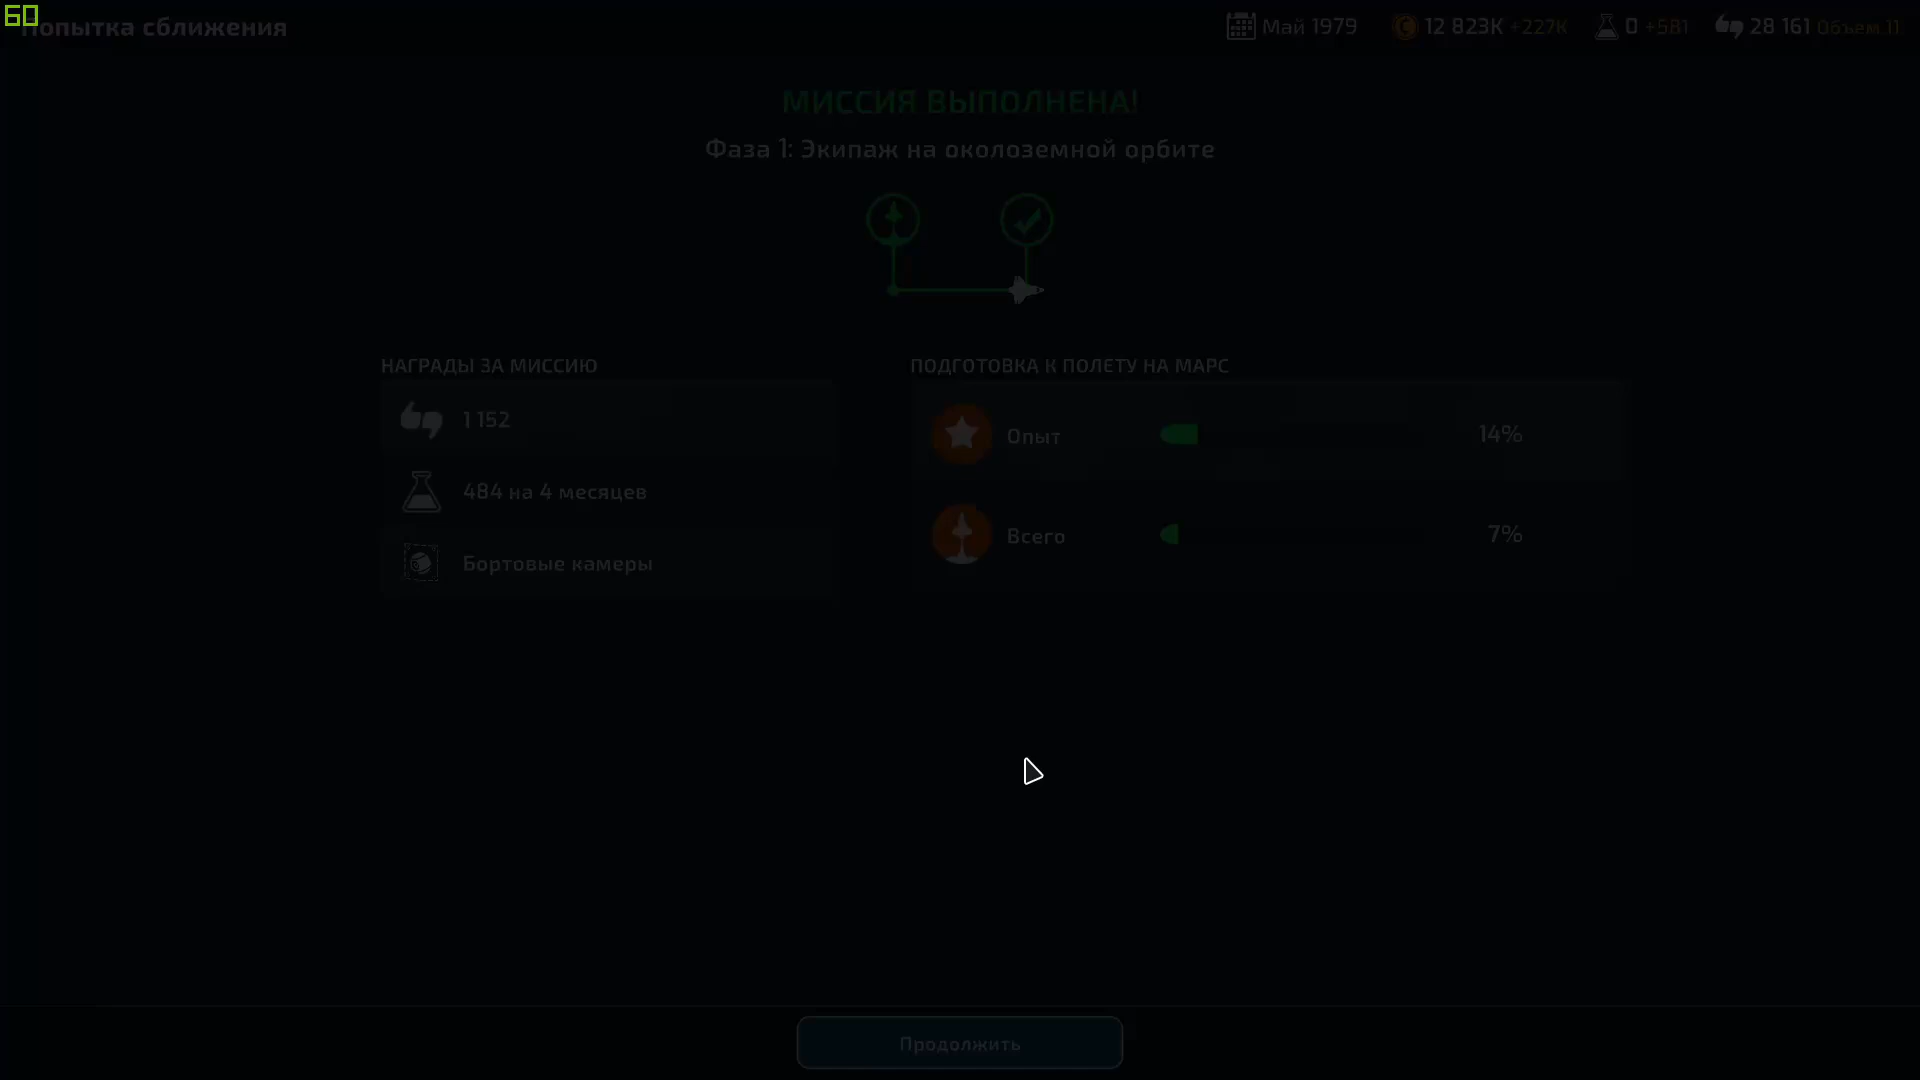 60
Попытка сближения
Май 1979 12 823K +227K 0 +581 28 161 Объем 11
МИССИЯ ВЫПОЛНЕНА!
Фаза 1: Экипаж на околоземной орбите
НАГРАДЫ ЗА МИССИЮ
1 152
484 на 4 месяцев
Бортовые камеры
ПОДГОТОВКА К ПОЛЕТУ НА МАРС
Опыт 14%
Всего 7%
Продолжить